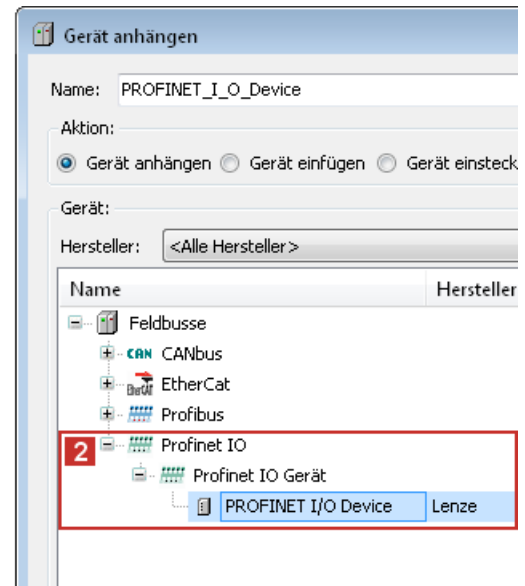 Gerät anhängen
Name: PROFINET_I_O_Device
Aktion:
Gerät anhängen Gerät einfügen Gerät einsteck
Gerät:
Hersteller: <Alle Hersteller>
Name Hersteller
Feldbusse
CAN CANbus
EtherCAT EtherCat
Profibus
2 Profinet IO
Profinet IO Gerät
PROFINET I/O Device Lenze